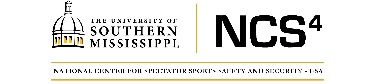 THE UNIVERSITY OF
SOUTHERN
MISSISSIPPI.
NCS⁴
NATIONAL CENTER FOR SPECTATOR SPORTS SAFETY AND SECURITY - USA